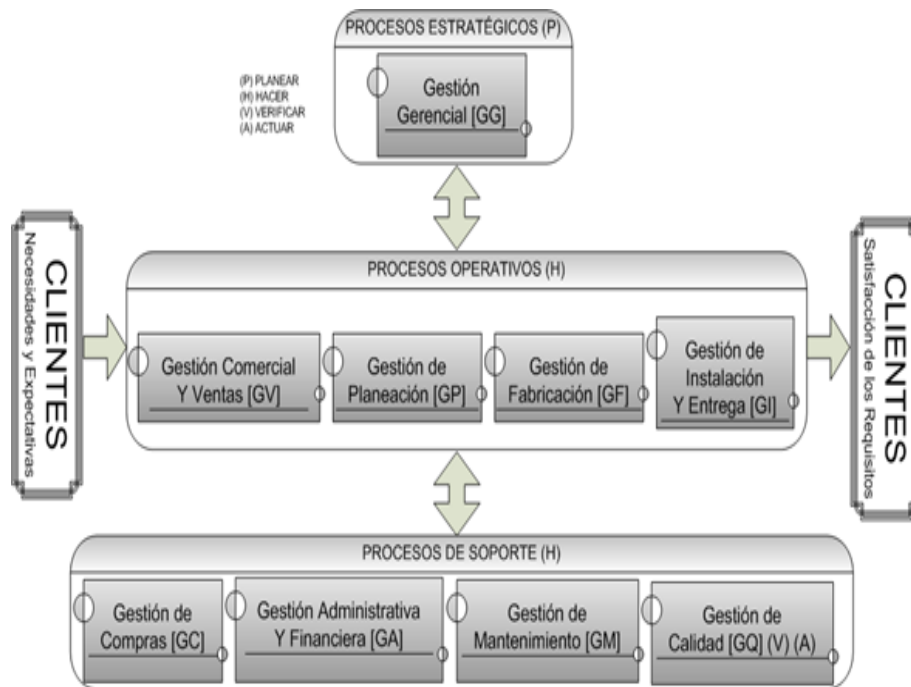 PROCESOS ESTRATÉGICOS (P)
(P) PLANEAR
(H) HACER
(V) VERIFICAR
(A) ACTUAR
Gestión
Gerencial [GG]
CLIENTES
Necesidades y Expectativas
PROCESOS OPERATIVOS (H)
Gestión Comercial
Y Ventas [GV]
Gestión de
Planeación [GP]
Gestión de
Fabricación [GF]
Gestión de
Instalación
Y Entrega [GI]
CLIENTES
Satisfacción de los Requisitos
PROCESOS DE SOPORTE (H)
Gestión de
Compras [GC]
Gestión Administrativa
Y Financiera [GA]
Gestión de
Mantenimiento [GM]
Gestión de
Calidad [GQ] (V) (A)